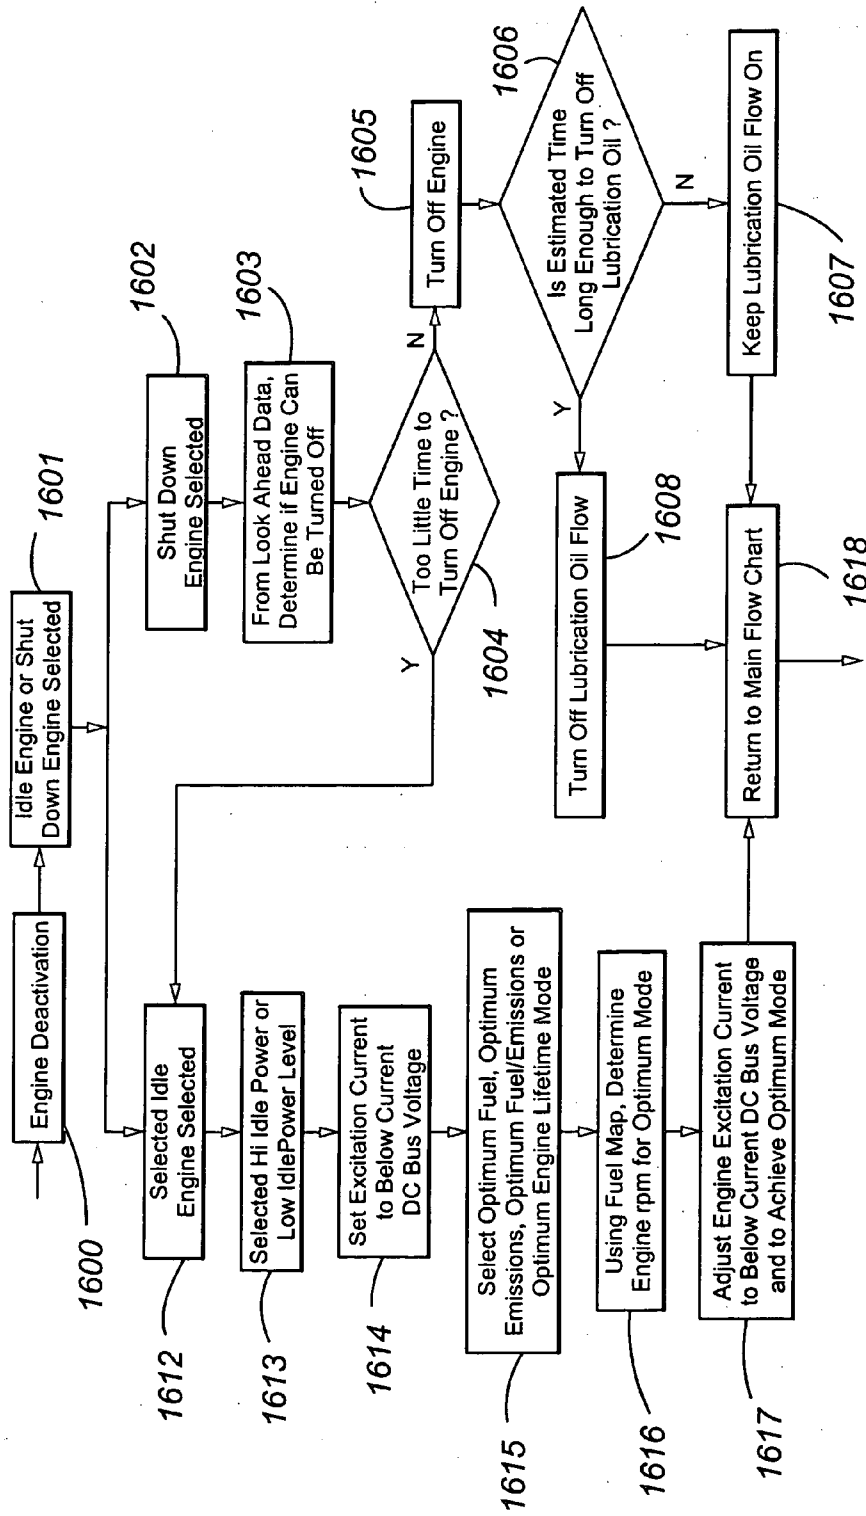 1600
Engine Deactivation
1601
Idle Engine or Shut
Down Engine Selected
1602
Shut Down
Engine Selected
1603
From Look Ahead Data,
Determine if Engine Can
Be Turned Off
1604
Too Little Time to
Turn Off Engine ?
Y
N
1605
Turn Off Engine
1606
Is Estimated Time
Long Enough to Turn Off
Lubrication Oil ?
Y
N
1607
Keep Lubrication Oil Flow On
1608
Turn Off Lubrication Oil Flow
1612
Selected Idle
Engine Selected
1613
Selected Hi Idle Power or
Low IdlePower Level
1614
Set Excitation Current
to Below Current
DC Bus Voltage
1615
Select Optimum Fuel, Optimum
Emissions, Optimum Fuel/Emissions or
Optimum Engine Lifetime Mode
1616
Using Fuel Map, Determine
Engine rpm for Optimum Mode
1617
Adjust Engine Excitation Current
to Below Current DC Bus Voltage
and to Achieve Optimum Mode
Return to Main Flow Chart
1618